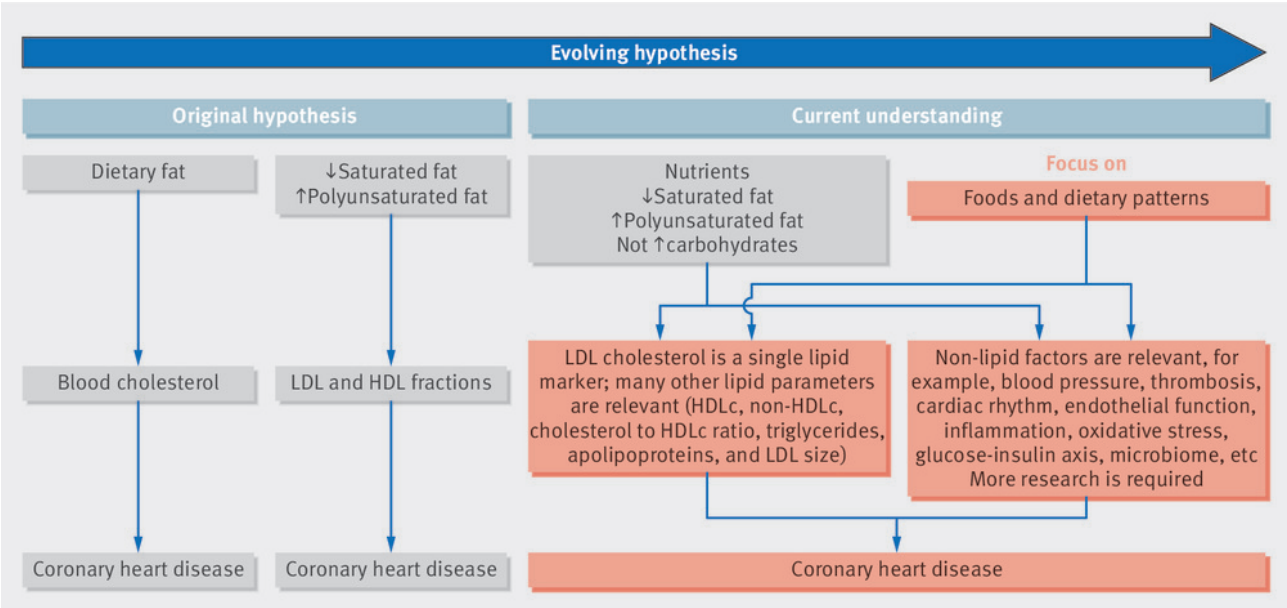 Evolving hypothesis
Original hypothesis
Current understanding
Dietary fat
↓Saturated fat
↑Polyunsaturated fat
Nutrients
↓Saturated fat
↑Polyunsaturated fat
Not ↑carbohydrates
Focus on
Foods and dietary patterns
Blood cholesterol
LDL and HDL fractions
LDL cholesterol is a single lipid
marker; many other lipid parameters
are relevant (HDLc, non-HDLc,
cholesterol to HDLc ratio, triglycerides,
apolipoproteins, and LDL size)
Non-lipid factors are relevant, for
example, blood pressure, thrombosis,
cardiac rhythm, endothelial function,
inflammation, oxidative stress,
glucose-insulin axis, microbiome, etc
More research is required
Coronary heart disease
Coronary heart disease
Coronary heart disease